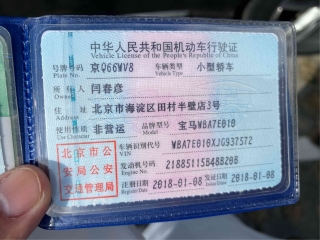 中华人民共和国机动车行驶证
Vehicle License of the People's Republic of China
号牌号码 京Q66WV8 车辆类型 小型轿车
Plate No. Vehicle Type
所有人 闫春彦
Owner
住址 北京市海淀区田村半壁店3号
Address
使用性质 非营运 品牌型号 宝马WBA7E010
Use Character Model
北京市公安局公安交通管理局
车辆识别代号 WBA7E010XJG937572
VIN
发动机号码 21885115B48B20B
Engine No.
注册日期 2018-01-08 发证日期 2018-01-08
Register Date Issue Date